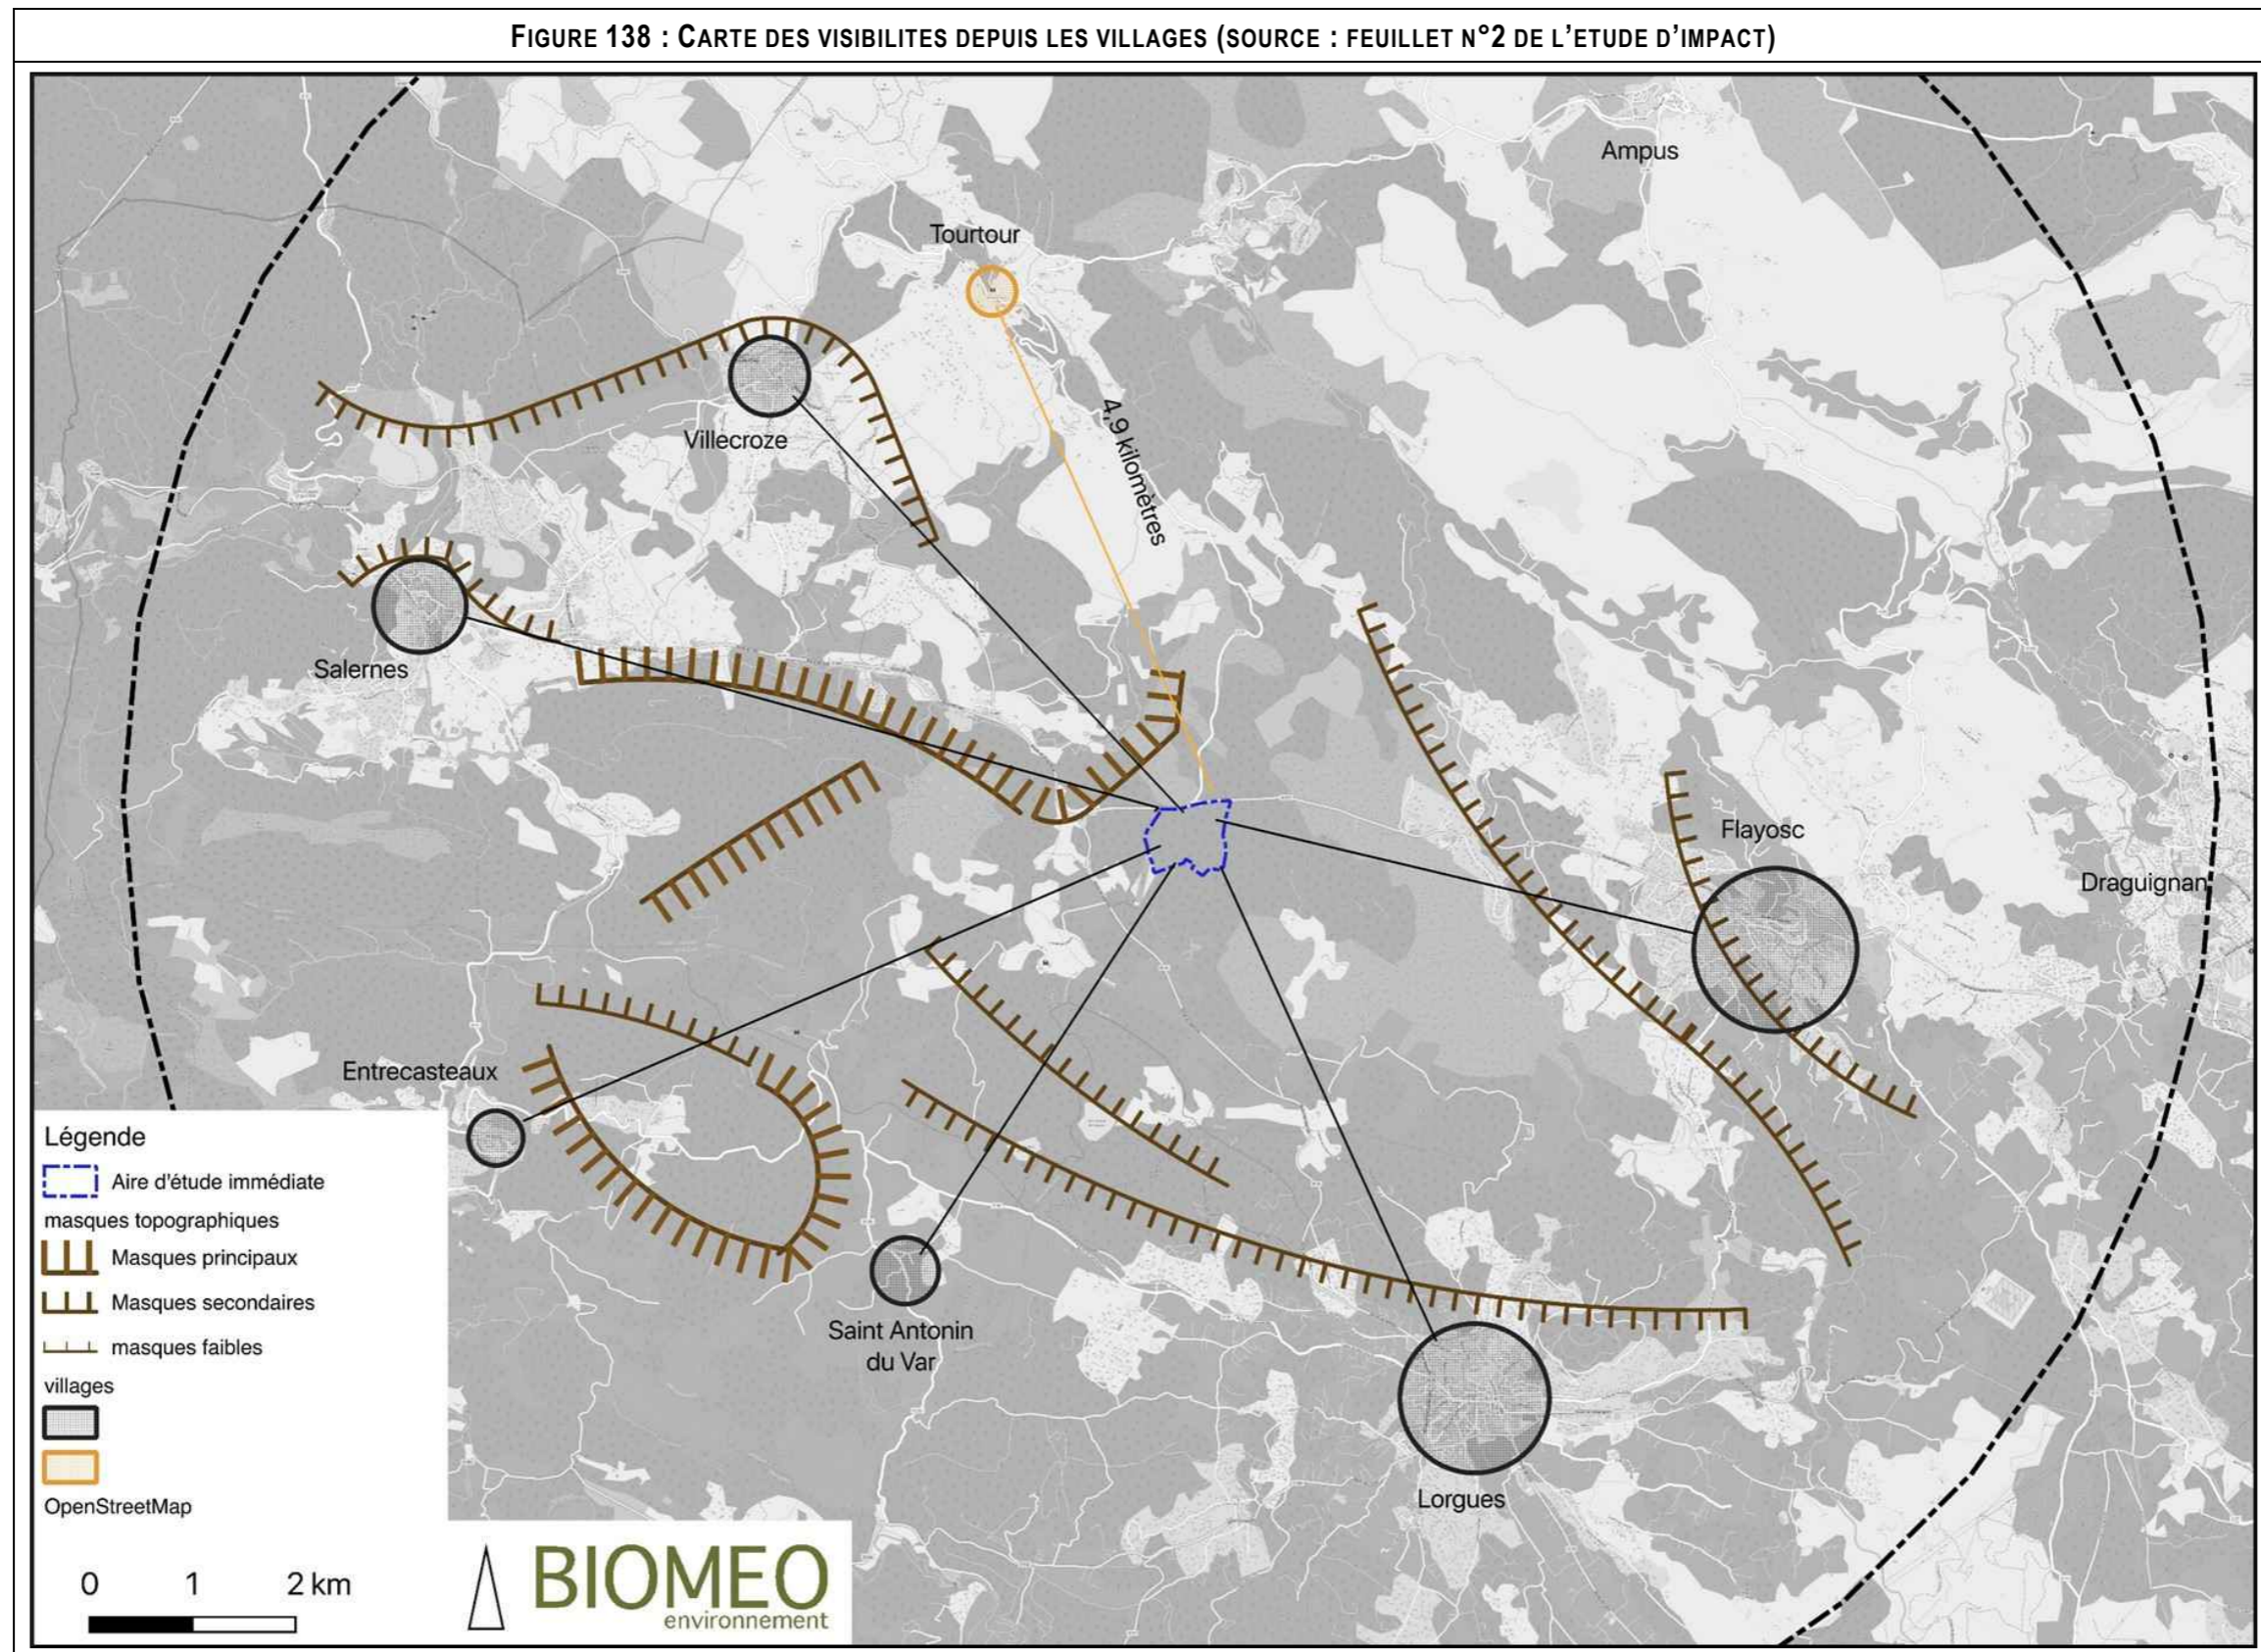 FIGURE 138 : CARTE DES VISIBILITES DEPUIS LES VILLAGES (SOURCE : FEUILLET N°2 DE L'ETUDE D'IMPACT)
Ampus
Tourtour
4,9 kilomètres
Villecroze
Salernes
Flayosc
Draguignan
Entrecasteaux
Saint Antonin
du Var
Lorgues
Légende
Aire d'étude immédiate
masques topographiques
Masques principaux
Masques secondaires
masques faibles
villages
OpenStreetMap
0 1 2 km
BIOMEO
environnement